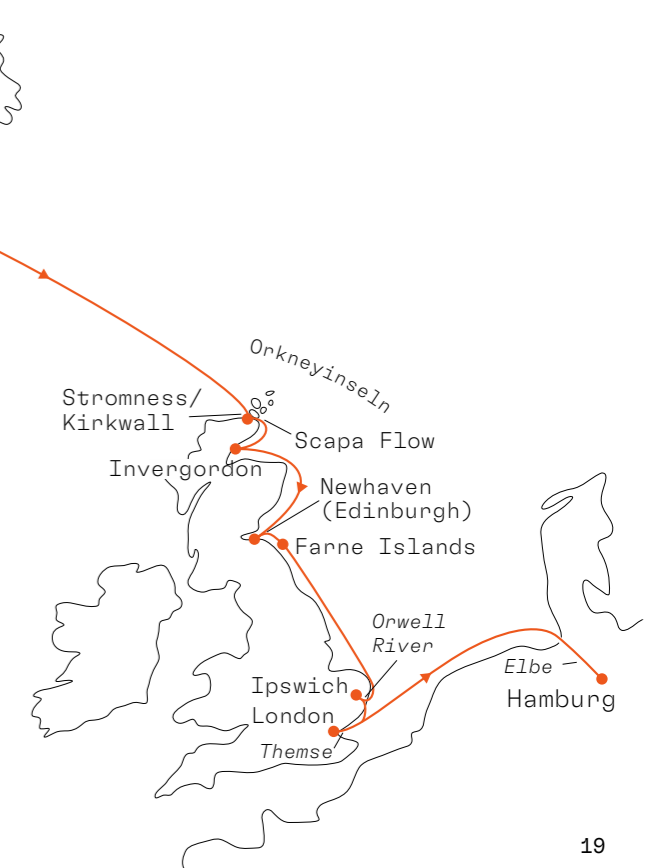 Orkneyinseln
Stromness/
Kirkwall
Scapa Flow
Invergordon
Newhaven
(Edinburgh)
Farne Islands
Orwell
River
Elbe
Ipswich
Hamburg
London
Themse
19